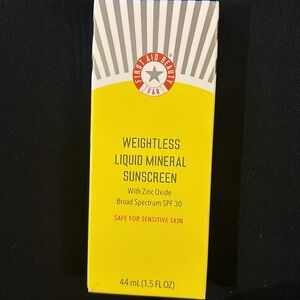 FIRST AID BEAUTY
FAB
WEIGHTLESS
LIQUID MINERAL
SUNSCREEN
With Zinc Oxide
Broad Spectrum SPF 30
SAFE FOR SENSITIVE SKIN
44 mL (1.5 FL OZ)